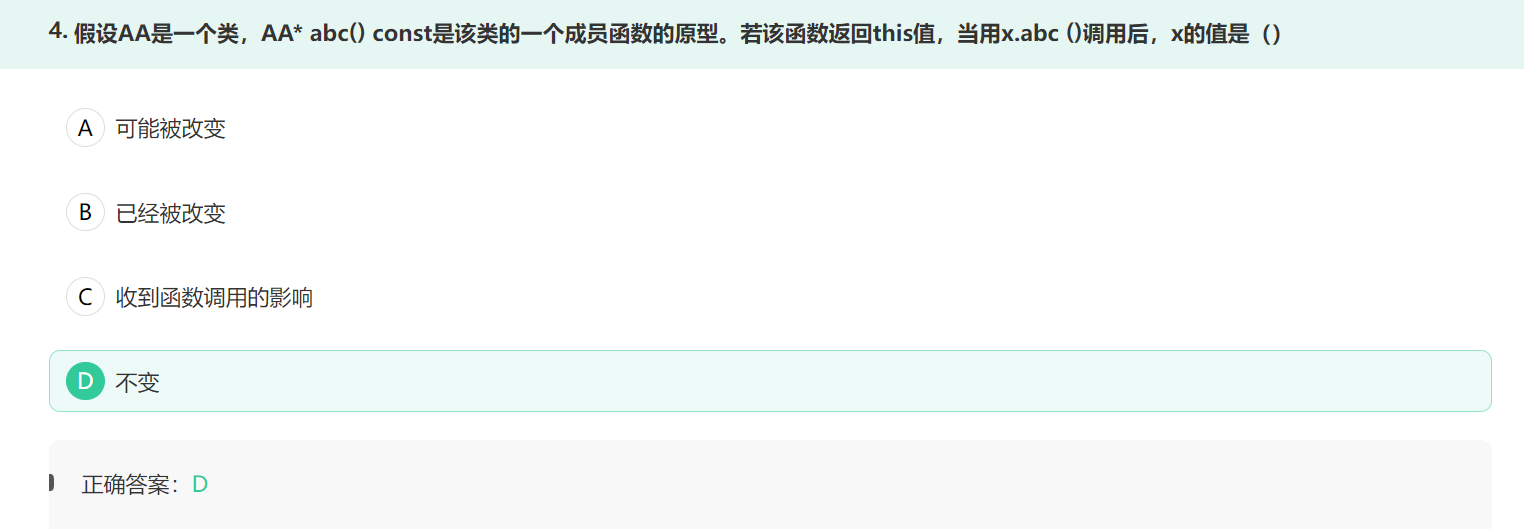 4. 假设AA是一个类，AA* abc() const是该类的一个成员函数的原型。若该函数返回this值，当用x.abc ()调用后，x的值是（）
A 可能被改变
B 已经被改变
C 收到函数调用的影响
D 不变
正确答案：D